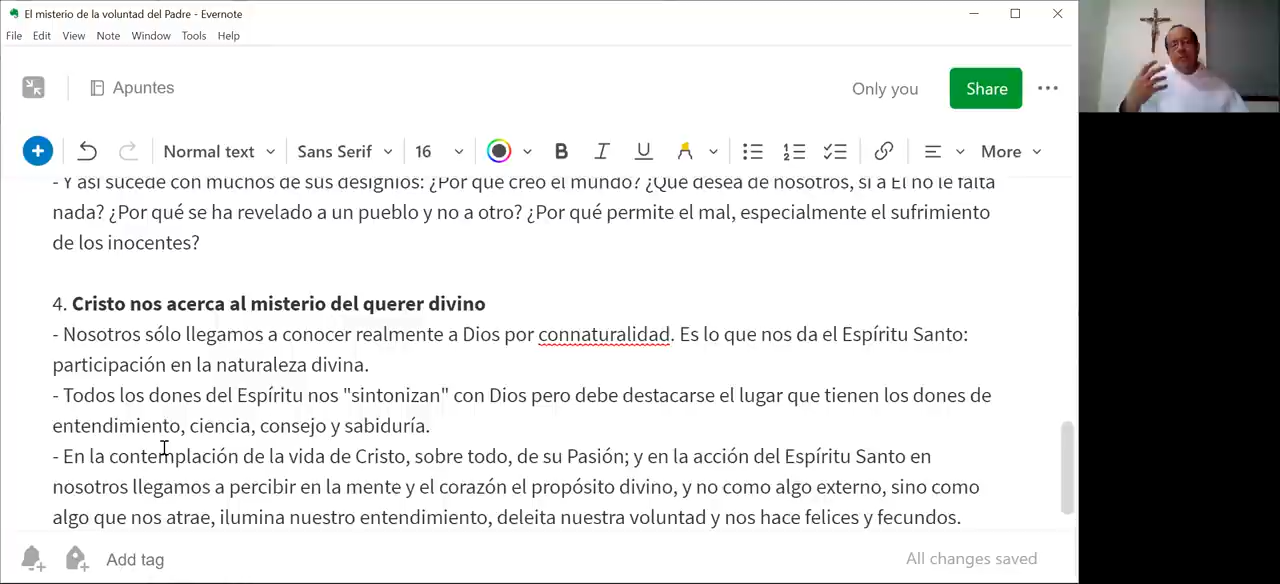 El misterio de la voluntad del Padre - Evernote
File Edit View Note Window Tools Help
Apuntes
Only you
Share
Normal text
Sans Serif
16
B I U
More
- Y así sucede con muchos de sus designios: ¿Por qué creó el mundo? ¿Qué desea de nosotros, si a Él no le falta
nada? ¿Por qué se ha revelado a un pueblo y no a otro? ¿Por qué permite el mal, especialmente el sufrimiento
de los inocentes?
4. Cristo nos acerca al misterio del querer divino
- Nosotros sólo llegamos a conocer realmente a Dios por connaturalidad. Es lo que nos da el Espíritu Santo:
participación en la naturaleza divina.
- Todos los dones del Espíritu nos "sintonizan" con Dios pero debe destacarse el lugar que tienen los dones de
entendimiento, ciencia, consejo y sabiduría.
- En la contemplación de la vida de Cristo, sobre todo, de su Pasión; y en la acción del Espíritu Santo en
nosotros llegamos a percibir en la mente y el corazón el propósito divino, y no como algo externo, sino como
algo que nos atrae, ilumina nuestro entendimiento, deleita nuestra voluntad y nos hace felices y fecundos.
Add tag
All changes saved